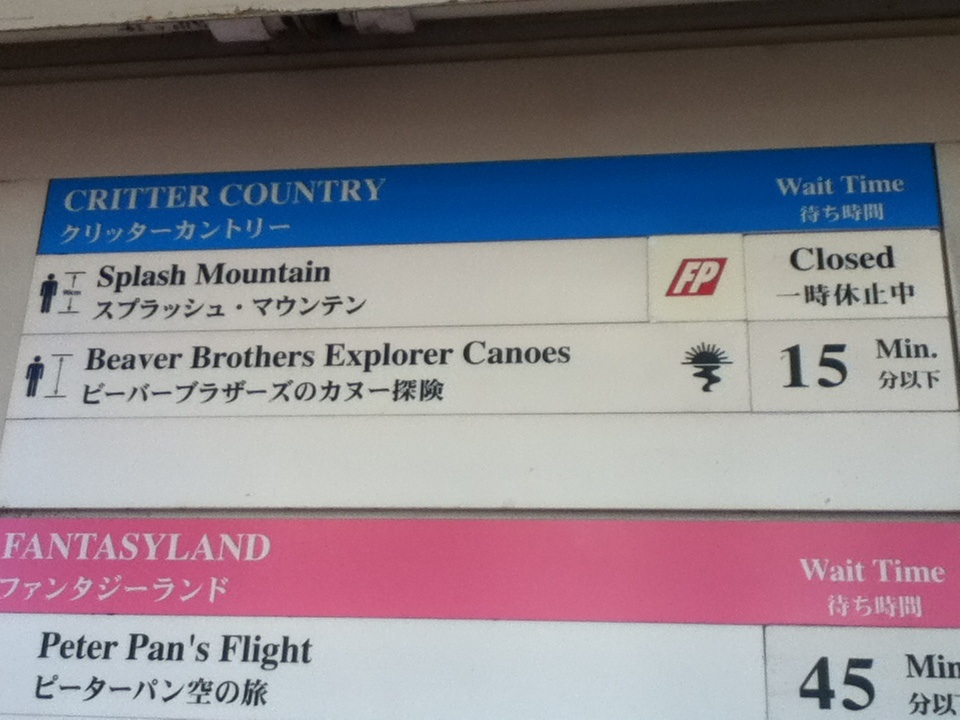 CRITTER COUNTRY
クリッターカントリー
Wait Time
待ち時間
Splash Mountain
スプラッシュ・マウンテン
FP
Closed
一時休止中
Beaver Brothers Explorer Canoes
ビーバーブラザーズのカヌー探険
15 Min.
分以下
FANTASYLAND
ファンタジーランド
Wait Time
待ち時間
Peter Pan's Flight
ピーターパン空の旅
45 Min
分以